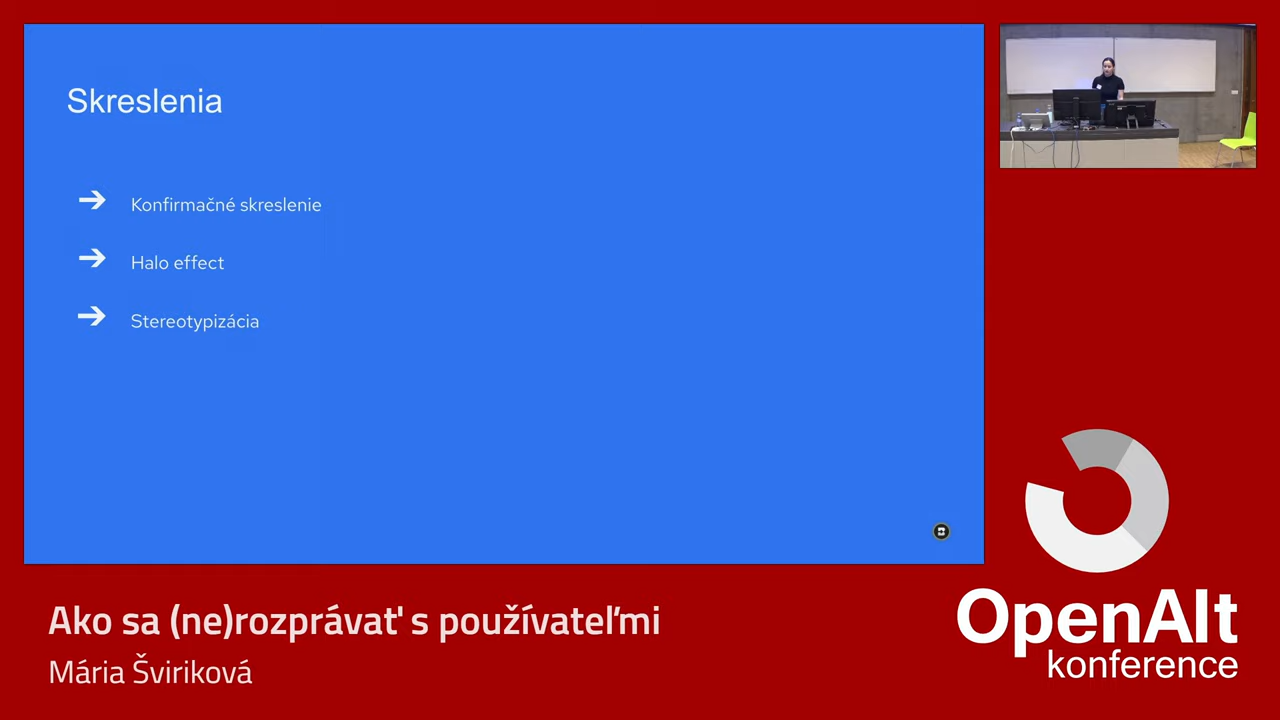 Skreslenia
➔ Konfirmačné skreslenie
➔ Halo effect
➔ Stereotypizácia
Ako sa (ne)rozprávať s používateľmi
Mária Šviriková
OpenAlt
konference